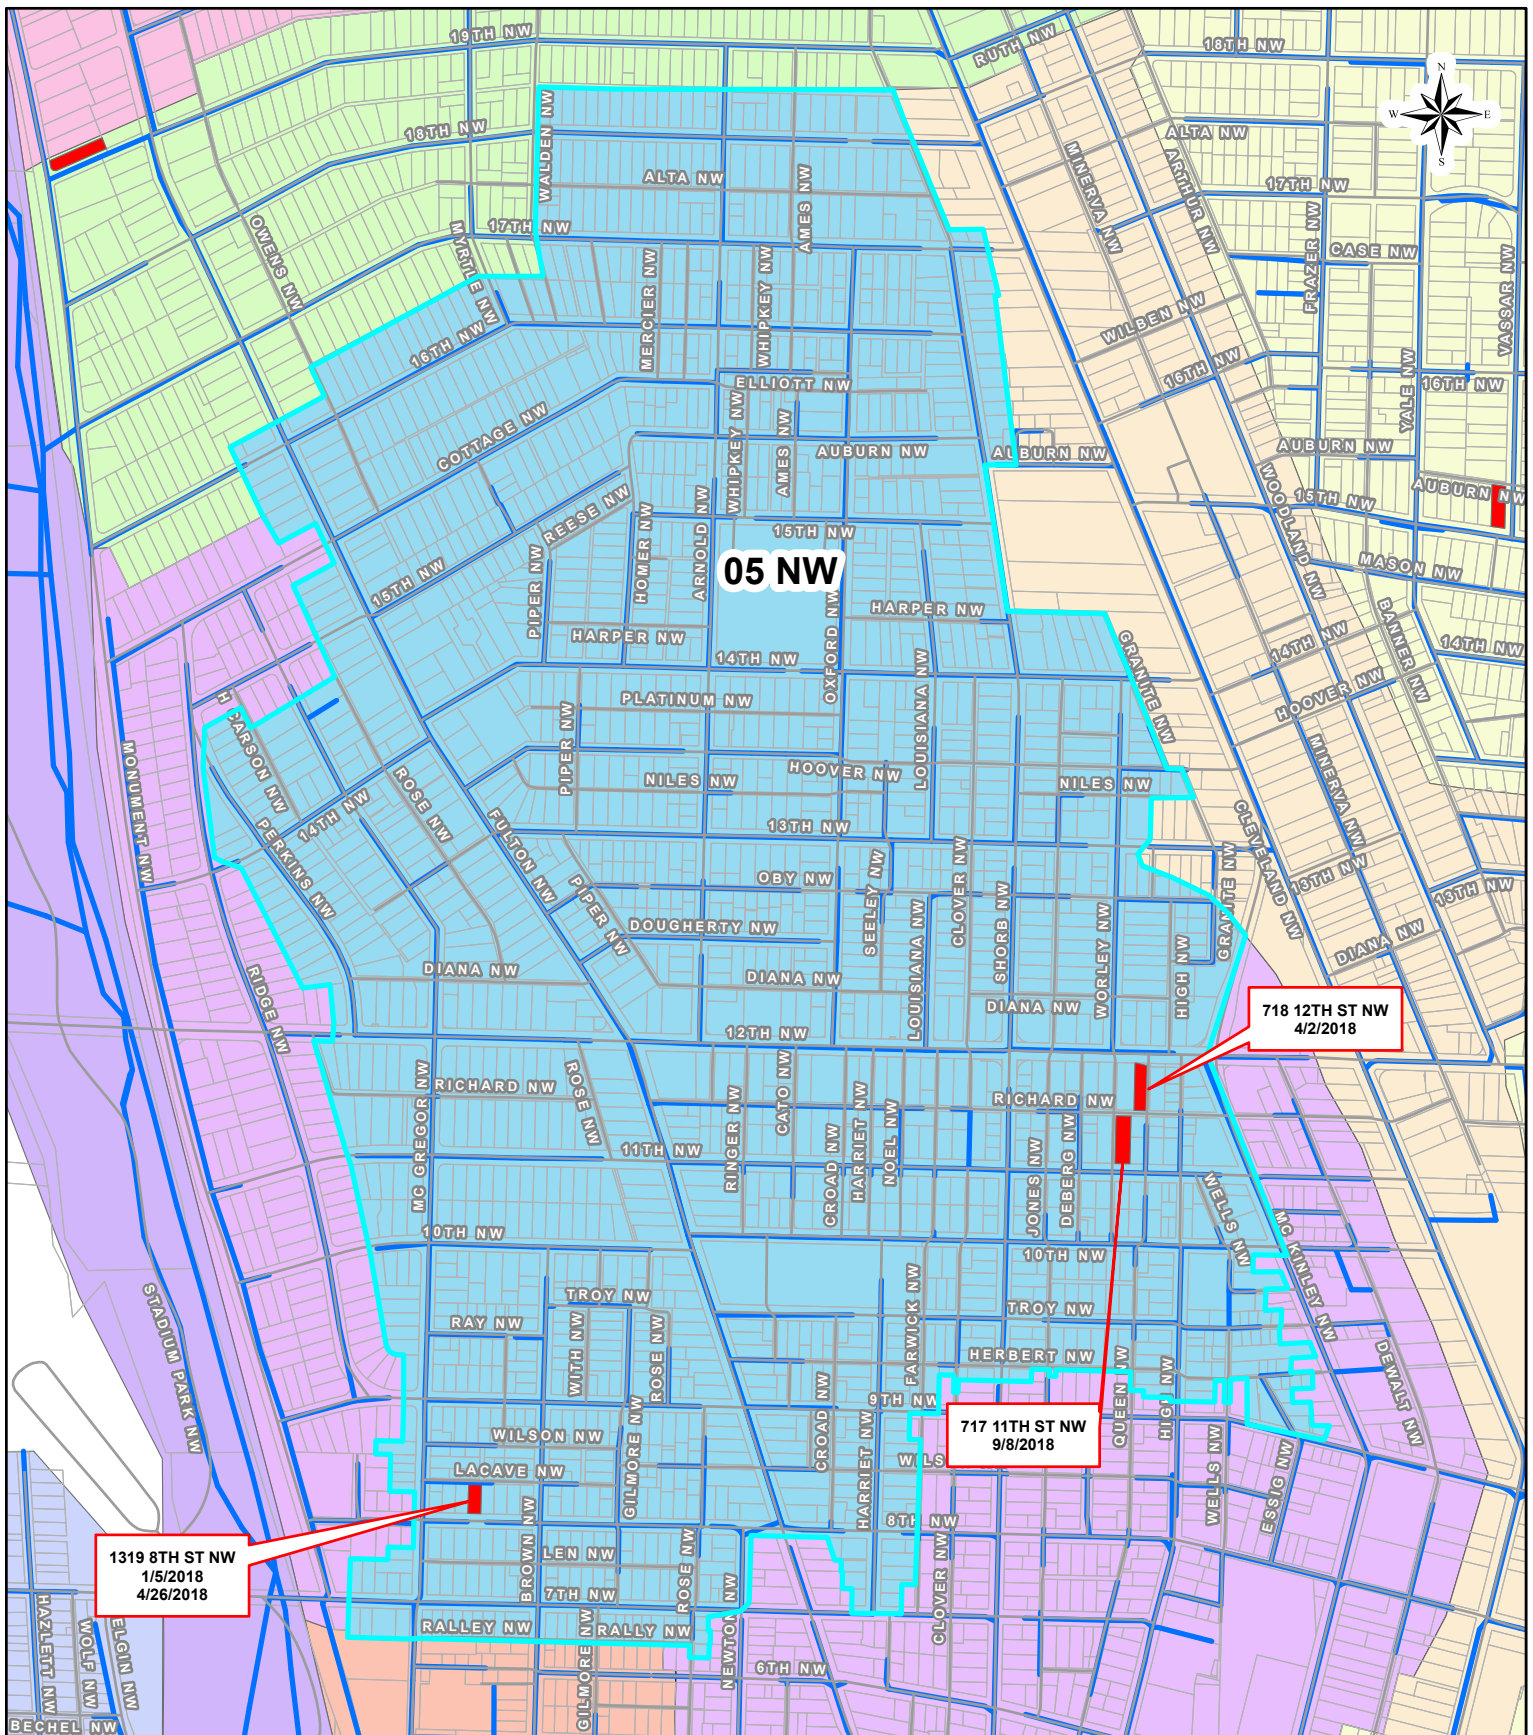 19TH NW
RUTH NW
18TH NW
N
W
E
S
WALDEN NW
18TH NW
ALTA NW
MINERVA NW
ALTA NW
ARTHUR NW
ALTA NW
AMES NW
17TH NW
OWENS NW
MYRTLE NW
17TH NW
FRAZER NW
CASE NW
VASSAR NW
MERCIER NW
WHIPKEY NW
WILBEN NW
16TH NW
16TH NW
YALE NW
16TH NW
ELLIOTT NW
COTTAGE NW
WHIPKEY NW
AMES NW
AUBURN NW
AUBURN NW
AUBURN NW
AUBURN NW
REESE NW
HOMER NW
ARNOLD NW
15TH NW
WOODLAND NW
15TH NW
MASON NW
05 NW
15TH NW
PIPER NW
HARPER NW
OXFORD NW
HARPER NW
BANNER NW
GRANITE NW
14TH NW
14TH NW
14TH NW
LOUISIANA NW
HOOVER NW
PLATINUM NW
PIPER NW
H CARSON NW
MONUMENT NW
ROSE NW
NILES NW
HOOVER NW
NILES NW
MINERVA NW
14TH NW
PERKINS NW
FULTON NW
13TH NW
CLEVELAND NW
13TH NW
13TH NW
OBY NW
SEELEY NW
CLOVER NW
SHORB NW
GRANITE NW
PIPER NW
DOUGHERTY NW
LOUISIANA NW
WORLEY NW
HIGH NW
DIANA NW
DIANA NW
DIANA NW
DIANA NW
RIDGE NW
12TH NW
718 12TH ST NW
4/2/2018
MC GREGOR NW
RICHARD NW
ROSE NW
RINGER NW
CATO NW
HARRIET NW
NOEL NW
RICHARD NW
11TH NW
CROAD NW
JONES NW
DEBERG NW
WELLS NW
MC KINLEY NW
10TH NW
10TH NW
STADIUM PARK NW
TROY NW
FARWICK NW
TROY NW
RAY NW
WITH NW
ROSE NW
HERBERT NW
QUEEN NW
HIGH NW
DEWALT NW
9TH NW
CROAD NW
717 11TH ST NW
9/8/2018
WILSON NW
GILMORE NW
HARRIET NW
WELLS NW
ESSIG NW
LACAVE NW
8TH NW
1319 8TH ST NW
1/5/2018
4/26/2018
BROWN NW
LEN NW
ROSE NW
CLOVER NW
7TH NW
NEWTON NW
HAZLETT NW
WOLF NW
ELGIN NW
RALLEY NW
RALLY NW
GILMORE NW
6TH NW
BECHEL NW